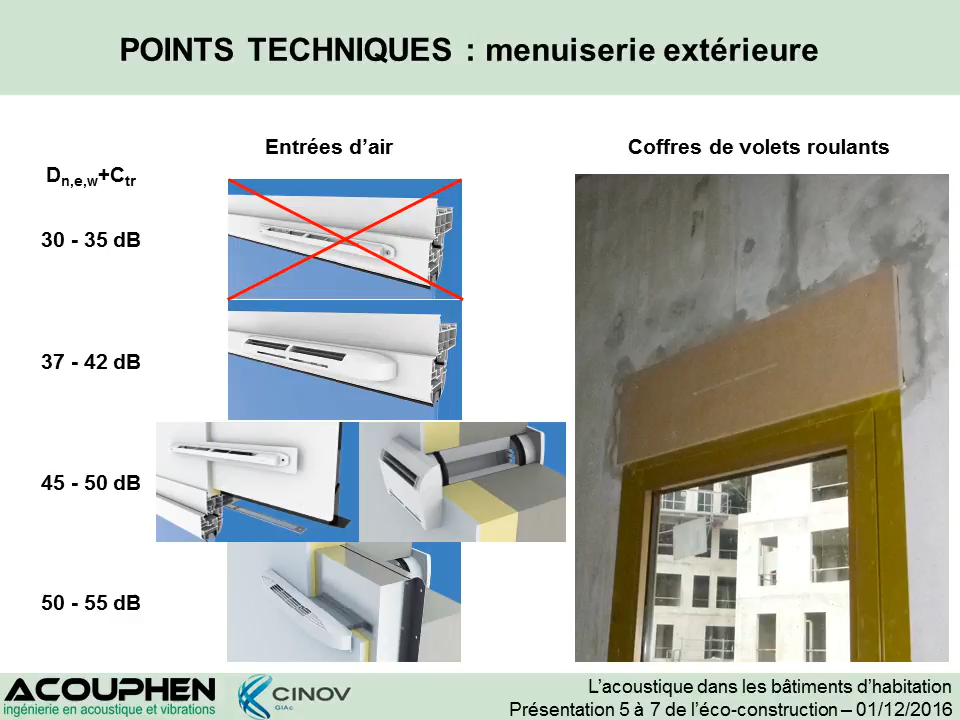 POINTS TECHNIQUES : menuiserie extérieure
Entrées d’air
Coffres de volets roulants
Dn,e,w+Ctr
30 - 35 dB
37 - 42 dB
45 - 50 dB
50 - 55 dB
ACOUPHEN
ingénierie en acoustique et vibrations
CINOV
GIAc
L’acoustique dans les bâtiments d’habitation
Présentation 5 à 7 de l’éco-construction – 01/12/2016